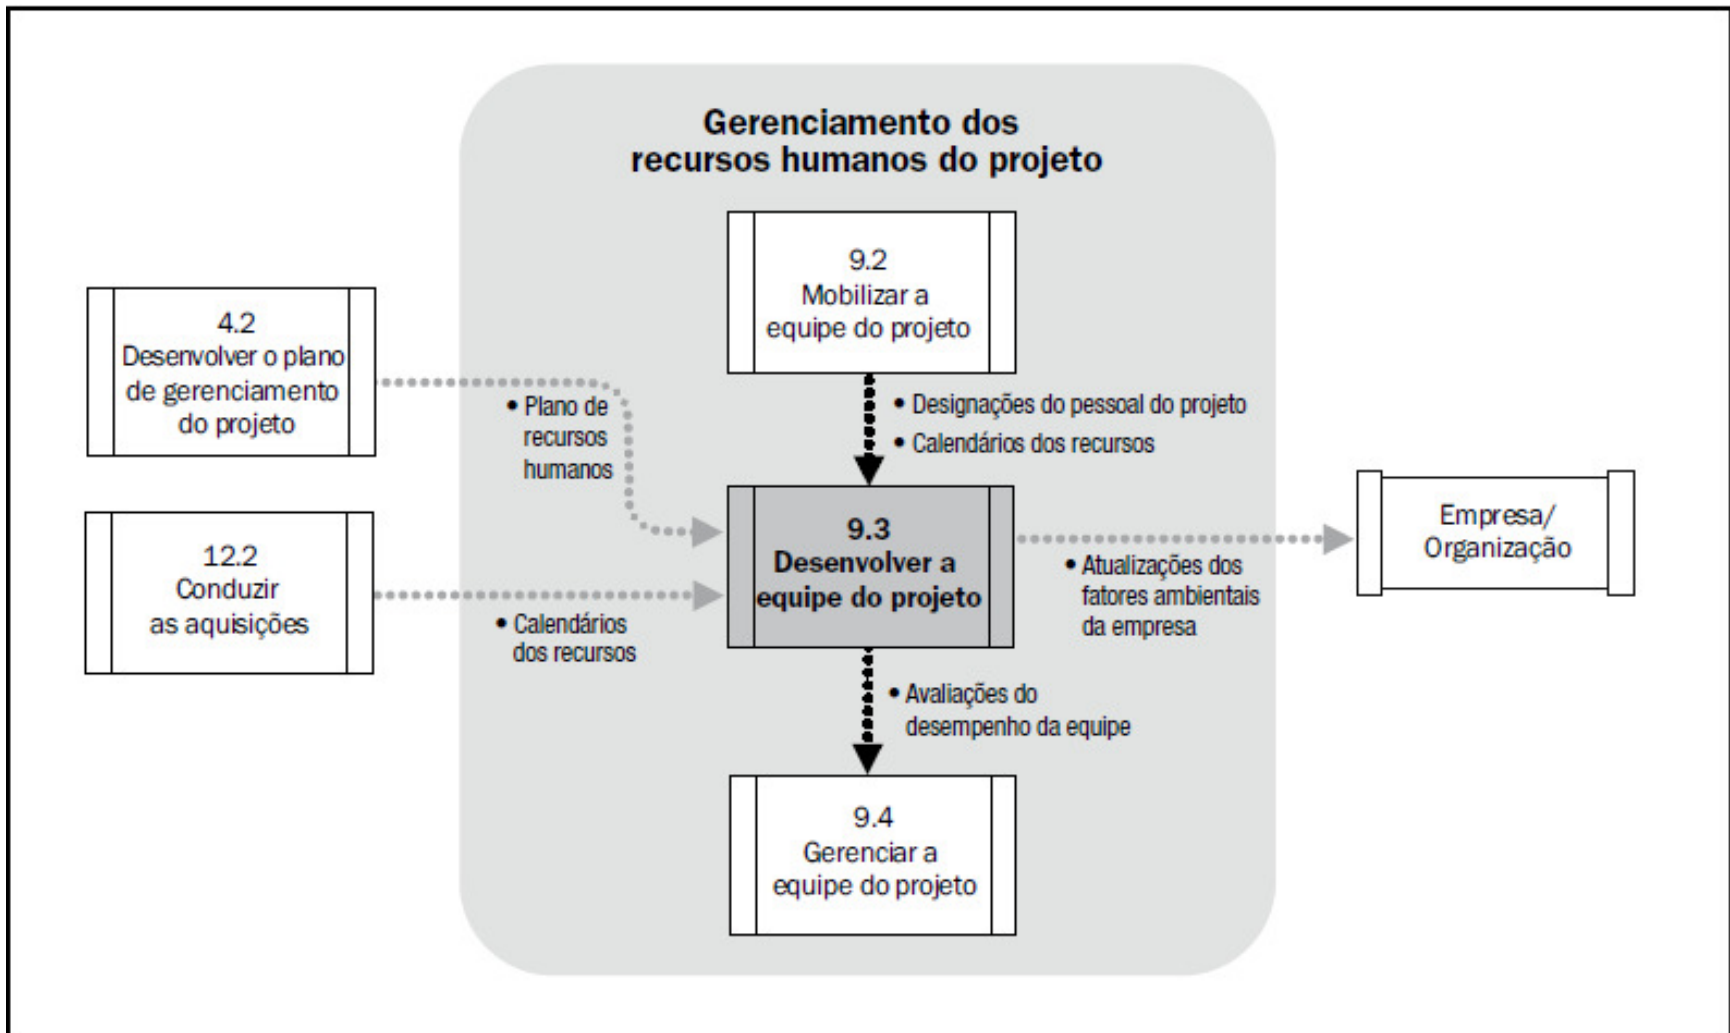 Gerenciamento dos
recursos humanos do projeto
9.2
Mobilizar a
equipe do projeto
4.2
Desenvolver o plano
de gerenciamento
do projeto
• Plano de
recursos
humanos
• Designações do pessoal do projeto
• Calendários dos recursos
12.2
Conduzir
as aquisições
• Calendários
dos recursos
9.3
Desenvolver a
equipe do projeto
• Atualizações dos
fatores ambientais
da empresa
Empresa/
Organização
• Avaliações do
desempenho da equipe
9.4
Gerenciar a
equipe do projeto